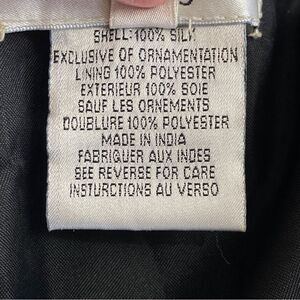 SHELL: 100% SILK
EXCLUSIVE OF ORNAMENTATION
LINING 100% POLYESTER
EXTERIEUR 100% SOIE
SAUF LES ORNEMENTS
DOUBLURE 100% POLYESTER
MADE IN INDIA
FABRIQUER AUX INDES
SEE REVERSE FOR CARE
INSTURCTIONS AU VERSO